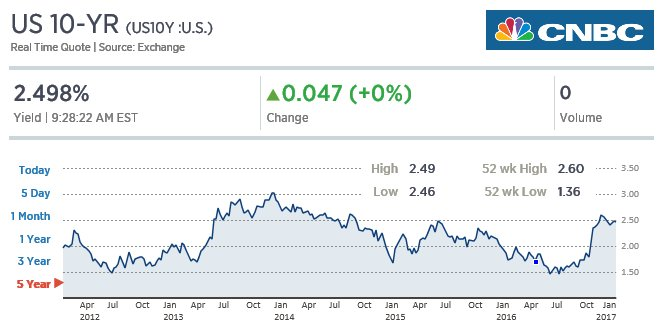 US 10-YR (US10Y :U.S.)
Real Time Quote | Source: Exchange
CNBC
2.498%
Yield | 9:28:22 AM EST
0.047 (+0%)
Change
0
Volume
Today
5 Day
1 Month
1 Year
3 Year
5 Year
High 2.49 52 wk High 2.60
Low 2.46 52 wk Low 1.36
3.50
3.00
2.50
2.00
1.50
Apr Jul Oct 2013 Apr Jul Oct 2014 Apr Jul Oct 2015 Apr Jul Oct 2016 Apr Jul Oct Jan
2012 2013 2014 2015 2016 2017